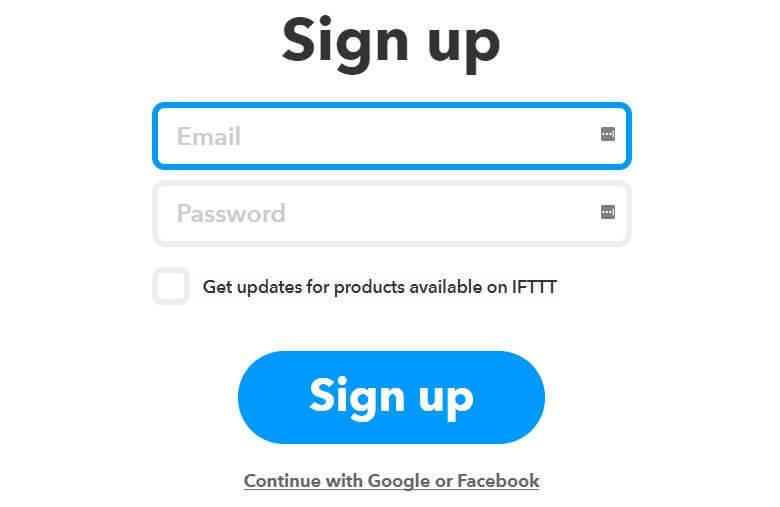 Sign up
Email
Password
Get updates for products available on IFTTT
Sign up
Continue with Google or Facebook